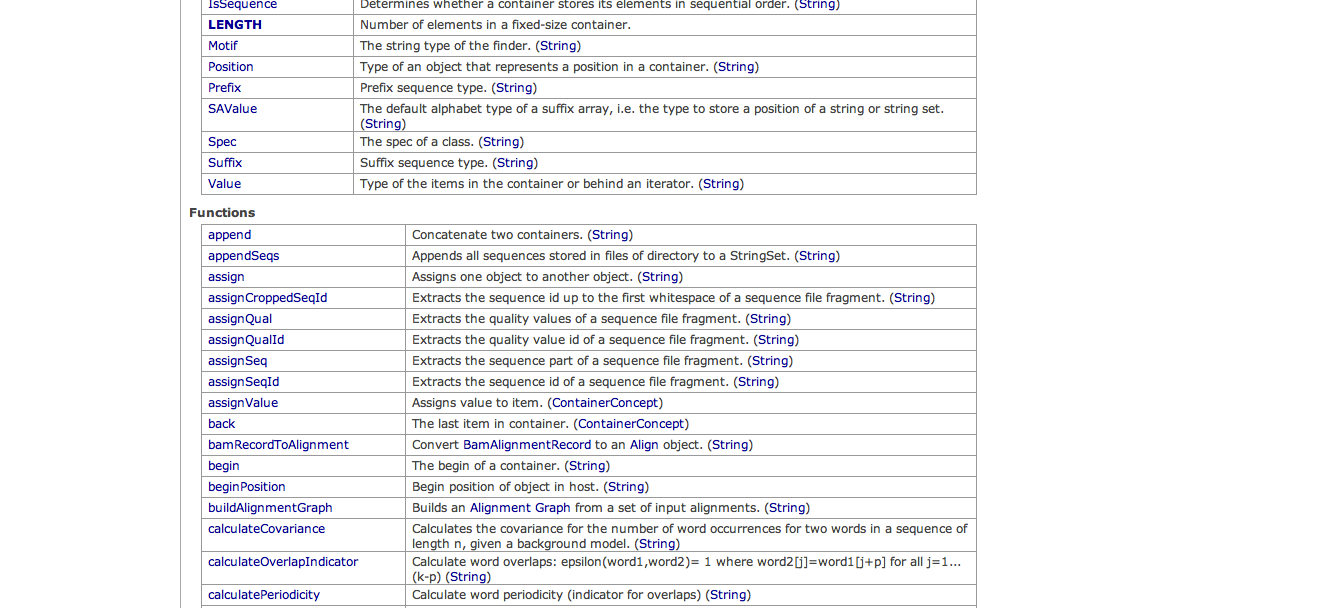 IsSequence Determines whether a container stores its elements in sequential order. (String)
LENGTH Number of elements in a fixed-size container.
Motif The string type of the finder. (String)
Position Type of an object that represents a position in a container. (String)
Prefix Prefix sequence type. (String)
SAValue The default alphabet type of a suffix array, i.e. the type to store a position of a string or string set.
(String)
Spec The spec of a class. (String)
Suffix Suffix sequence type. (String)
Value Type of the items in the container or behind an iterator. (String)
Functions
append Concatenate two containers. (String)
appendSeqs Appends all sequences stored in files of directory to a StringSet. (String)
assign Assigns one object to another object. (String)
assignCroppedSeqId Extracts the sequence id up to the first whitespace of a sequence file fragment. (String)
assignQual Extracts the quality values of a sequence file fragment. (String)
assignQualId Extracts the quality value id of a sequence file fragment. (String)
assignSeq Extracts the sequence part of a sequence file fragment. (String)
assignSeqId Extracts the sequence id of a sequence file fragment. (String)
assignValue Assigns value to item. (ContainerConcept)
back The last item in container. (ContainerConcept)
bamRecordToAlignment Convert BamAlignmentRecord to an Align object. (String)
begin The begin of a container. (String)
beginPosition Begin position of object in host. (String)
buildAlignmentGraph Builds an Alignment Graph from a set of input alignments. (String)
calculateCovariance Calculates the covariance for the number of word occurrences for two words in a sequence of
length n, given a background model. (String)
calculateOverlapIndicator Calculate word overlaps: epsilon(word1,word2)= 1 where word2[j]=word1[j+p] for all j=1...
(k-p) (String)
calculatePeriodicity Calculate word periodicity (indicator for overlaps) (String)